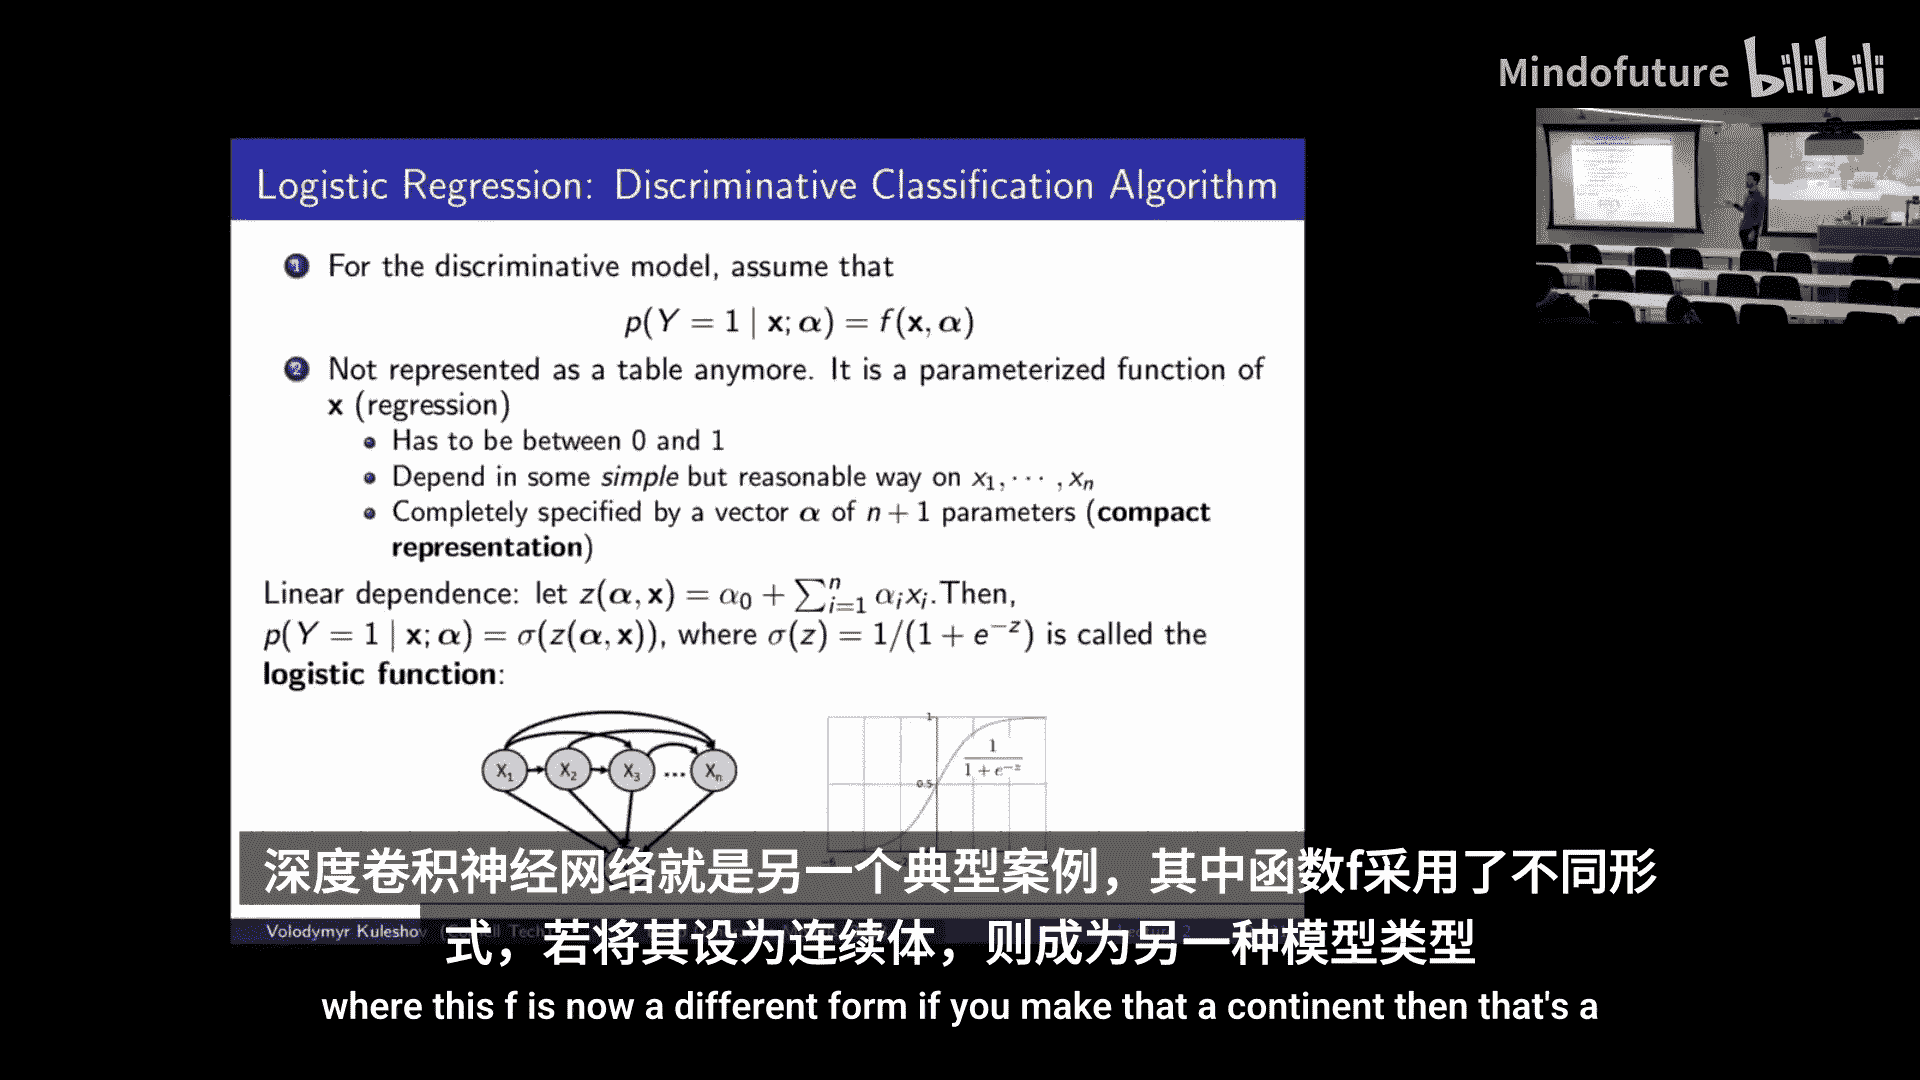 Mindofuture bilibili
Logistic Regression: Discriminative Classification Algorithm
1 For the discriminative model, assume that
p(Y = 1 | x; α) = f(x, α)
2 Not represented as a table anymore. It is a parameterized function of
x (regression)
Has to be between 0 and 1
Depend in some simple but reasonable way on x₁, ⋯ , xₙ
Completely specified by a vector α of n + 1 parameters (compact
representation)
Linear dependence: let z(α, x) = α₀ + ∑ⁿᵢ₌₁ αᵢxᵢ.Then,
p(Y = 1 | x; α) = σ(z(α, x)), where σ(z) = 1/(1 + e⁻ᶻ) is called the
logistic function:
X₁ X₂ X₃ ... Xₙ
1
1
1 + e⁻ᶻ
0.5
深度卷积神经网络就是另一个典型案例，其中函数f采用了不同形
Volodymyr Kuleshov
式，若将其设为连续体，则成为另一种模型类型
where this f is now a different form if you make that a continent then that's a